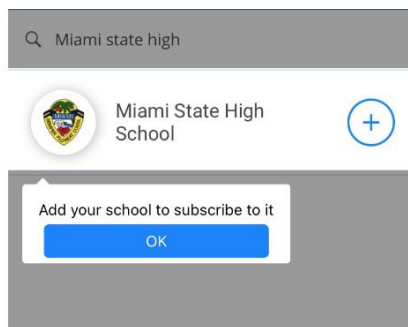 Miami state high
Miami State High
School
Add your school to subscribe to it
OK